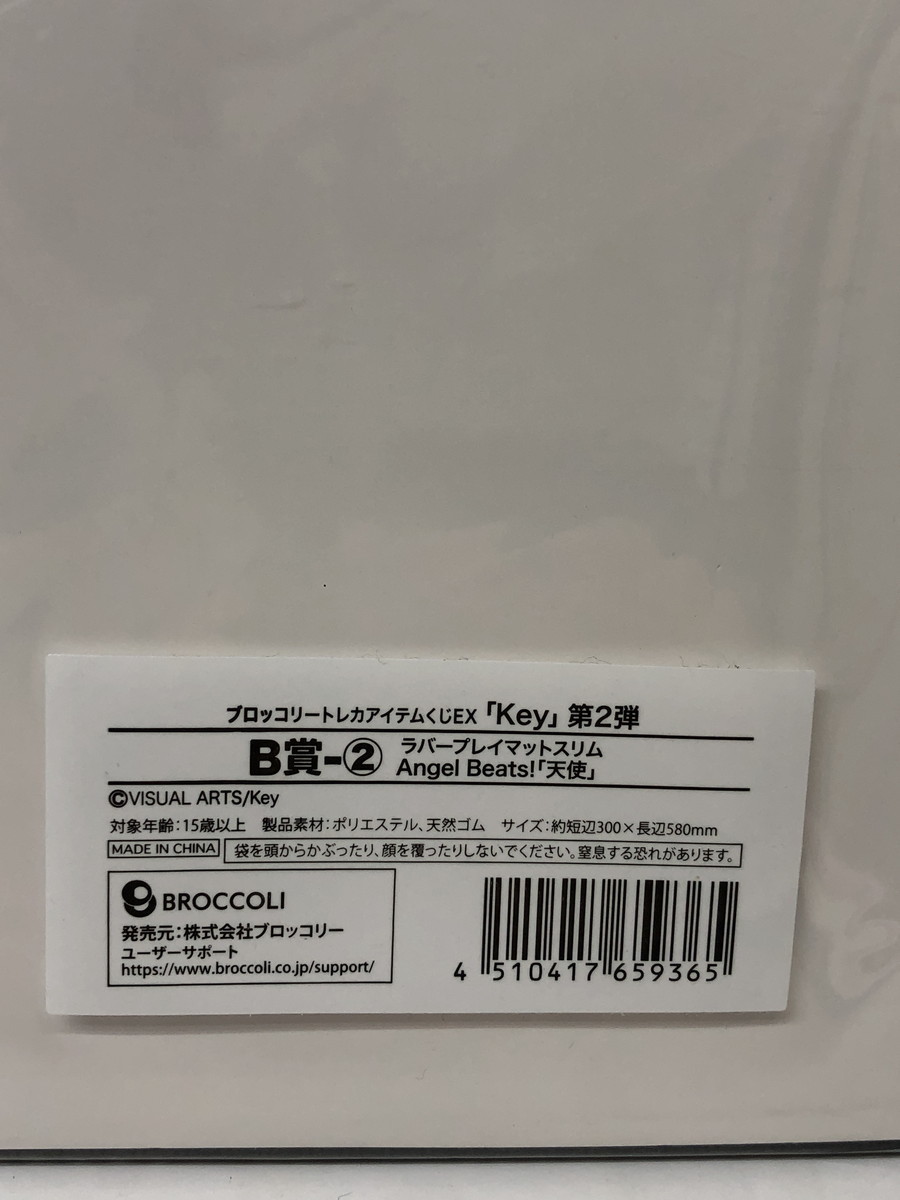 ブロッコリートレカアイテムくじEX「Key」第2弾
B賞-②
ラバープレイマットスリム
Angel Beats!「天使」
©VISUAL ARTS/Key
対象年齢:15歳以上 製品素材:ポリエステル、天然ゴム サイズ:約短辺300×長辺580mm
MADE IN CHINA 袋を頭からかぶったり、顔を覆ったりしないでください。窒息する恐れがあります。
BROCCOLI
発売元:株式会社ブロッコリー
ユーザーサポート
https://www.broccoli.co.jp/support/
4 510417 659365